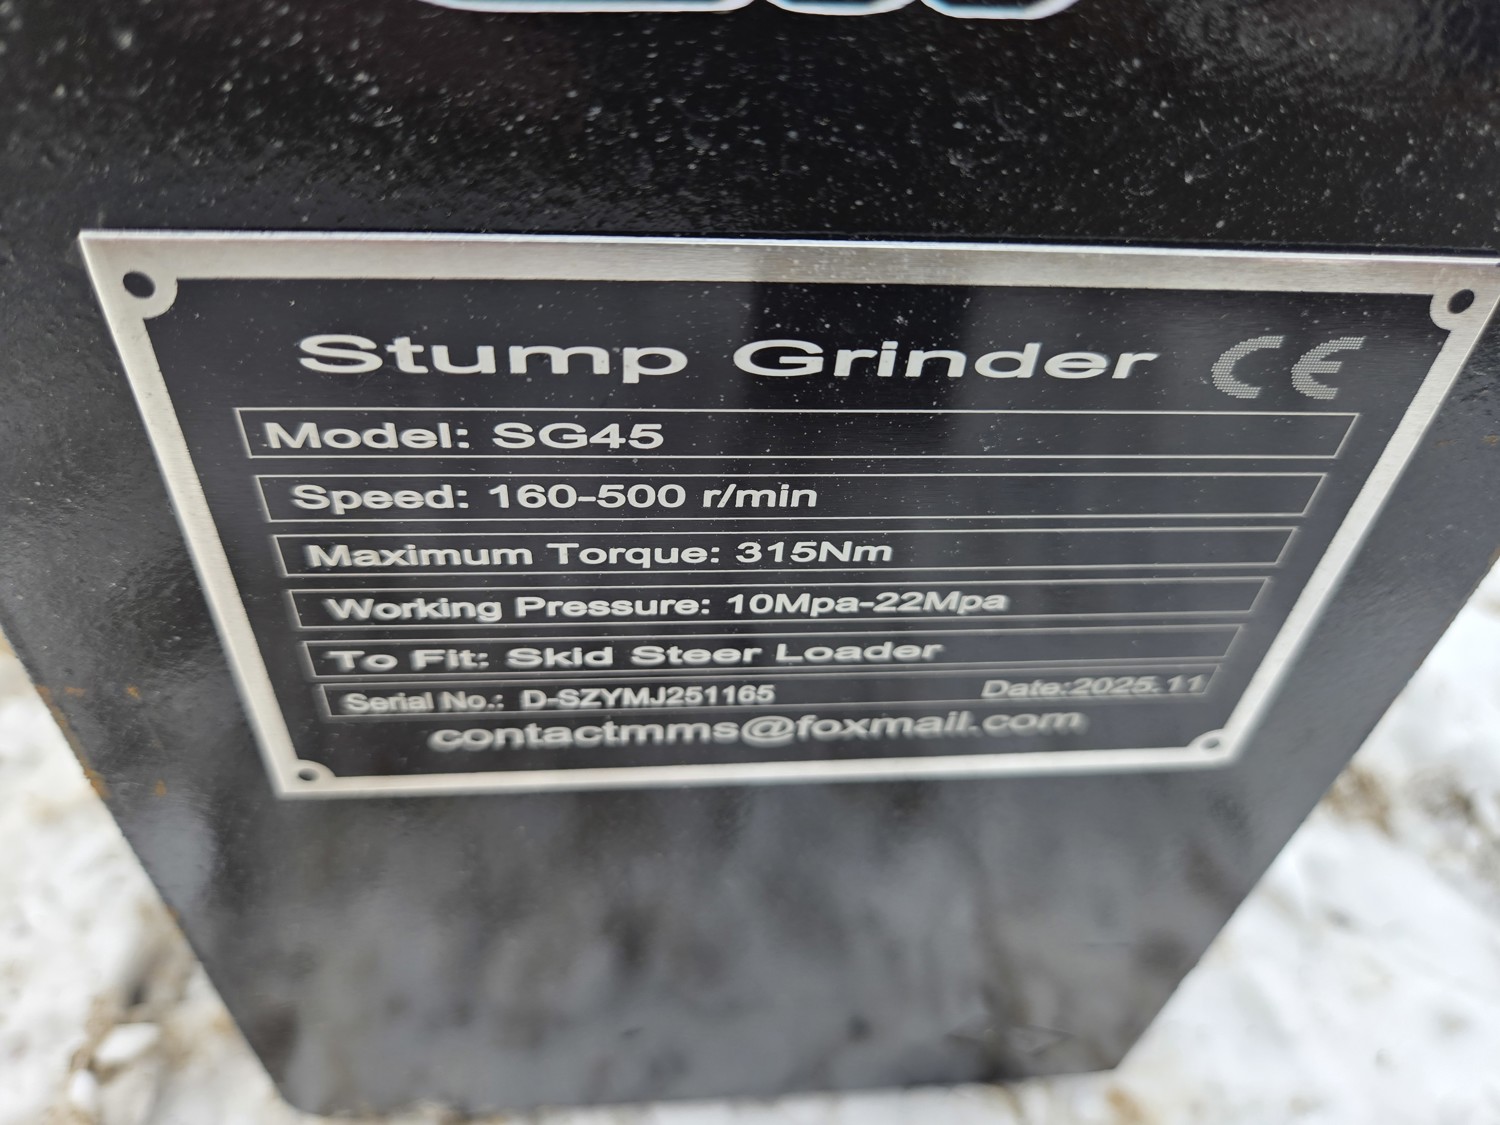 Stump Grinder CE
Model: SG45
Speed: 160-500 r/min
Maximum Torque: 315Nm
Working Pressure: 10Mpa-22Mpa
To Fit: Skid Steer Loader
Serial No.: D-SZYMJ251165 Date:2025.11
contactmms@foxmail.com